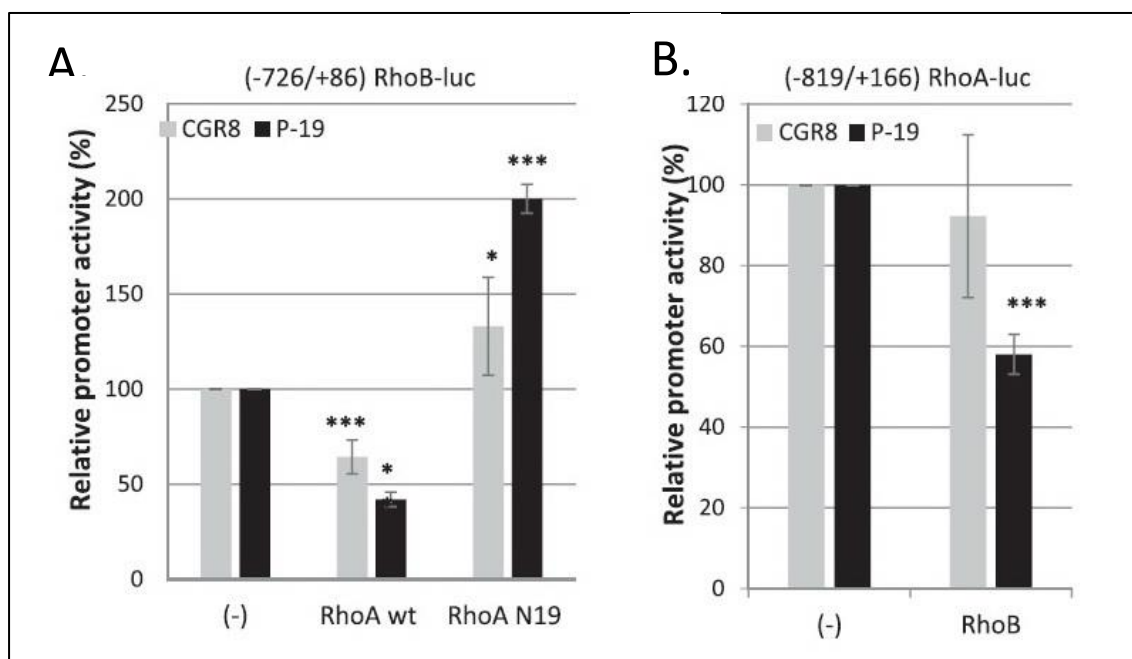 A.
(-726/+86) RhoB-luc
Relative promoter activity (%)
250
200
150
100
50
0
CGR8 P-19
***
*
***
*
(-) RhoA wt RhoA N19
B.
(-819/+166) RhoA-luc
Relative promoter activity (%)
120
100
80
60
40
20
0
CGR8 P-19
***
(-) RhoB